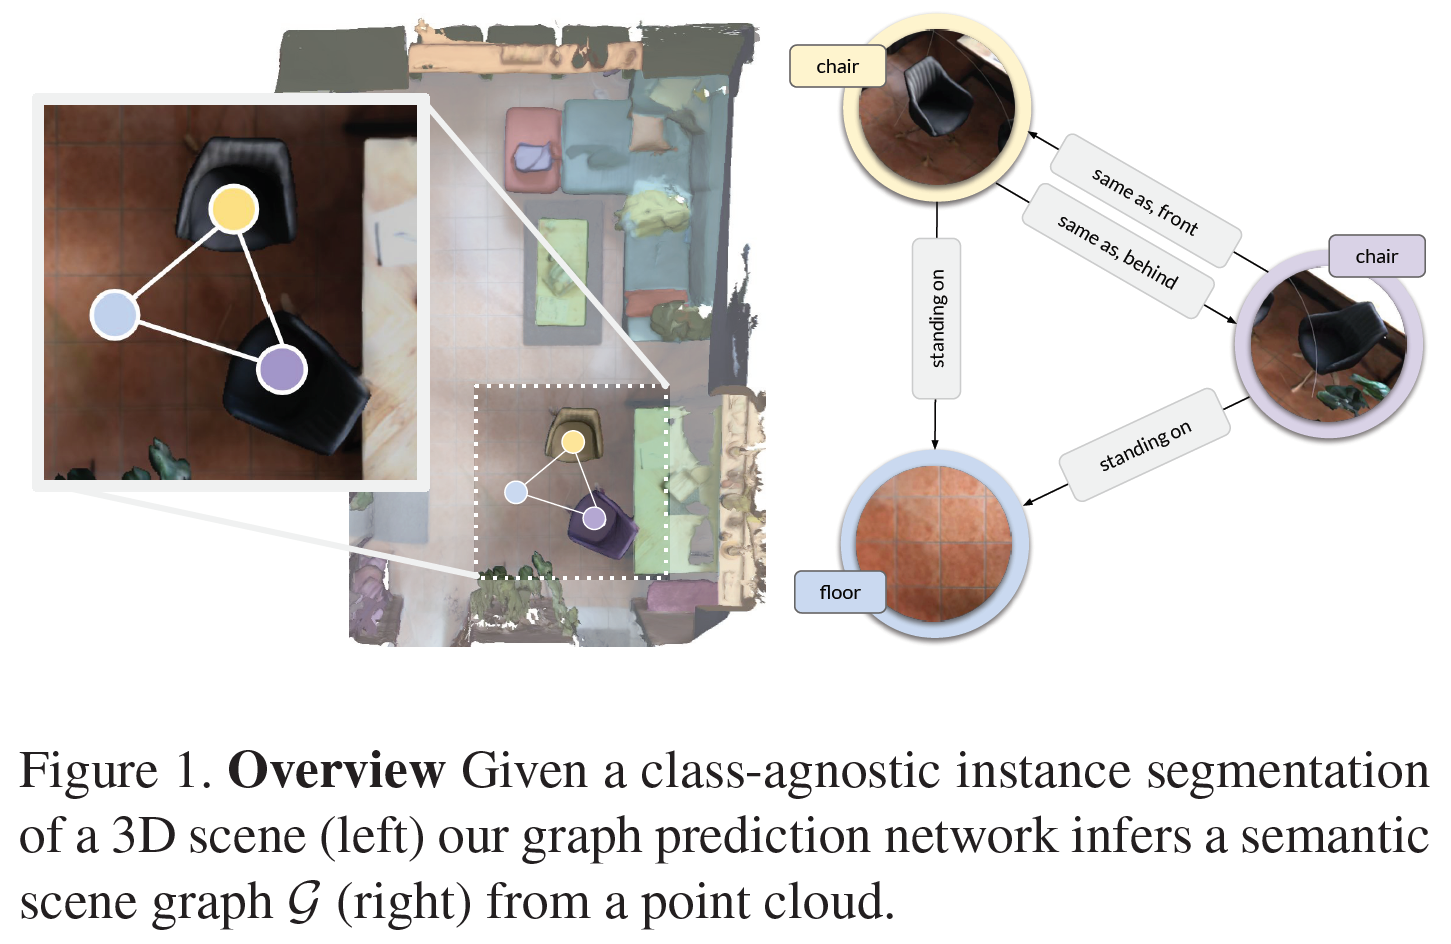 chair
same as, front
same as, behind
chair
standing on
standing on
floor
Figure 1. Overview Given a class-agnostic instance segmentation
of a 3D scene (left) our graph prediction network infers a semantic
scene graph 𝒢 (right) from a point cloud.